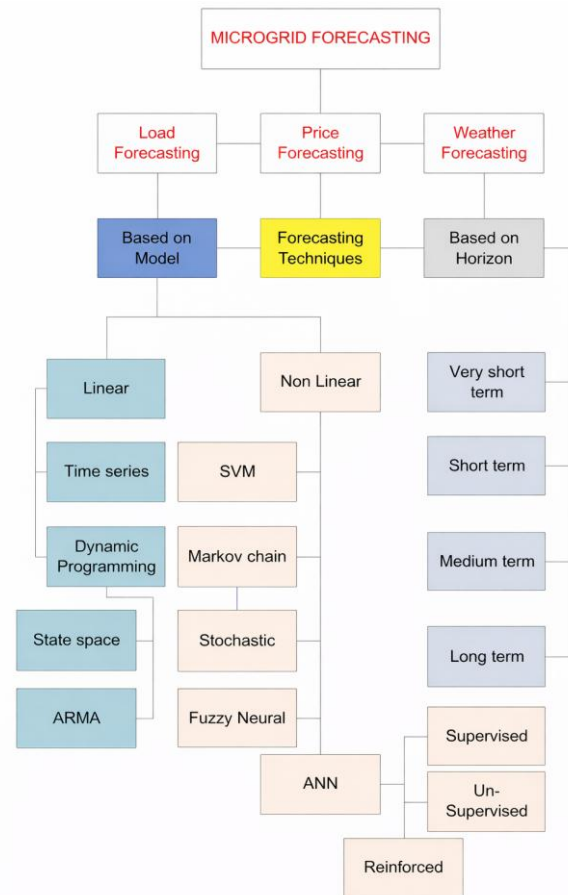 MICROGRID FORECASTING
Load
Forecasting
Price
Forecasting
Weather
Forecasting
Based on
Model
Forecasting
Techniques
Based on
Horizon
Linear
Non Linear
Very short
term
Time series
SVM
Short term
Dynamic
Programming
Markov chain
Medium term
State space
Stochastic
Long term
ARMA
Fuzzy Neural
Supervised
ANN
Un-
Supervised
Reinforced